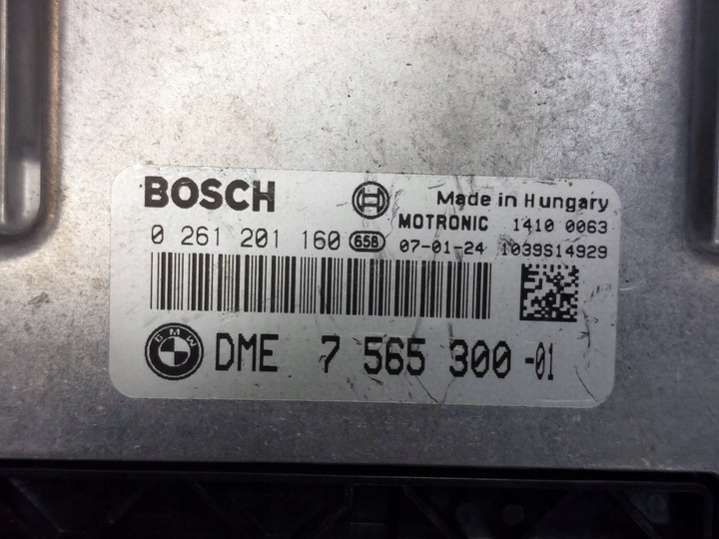 BOSCH Made in Hungary
MOTRONIC 1410 0063
0 261 201 160 658 07-01-24 1039S14929
BMW DME 7 565 300 -01